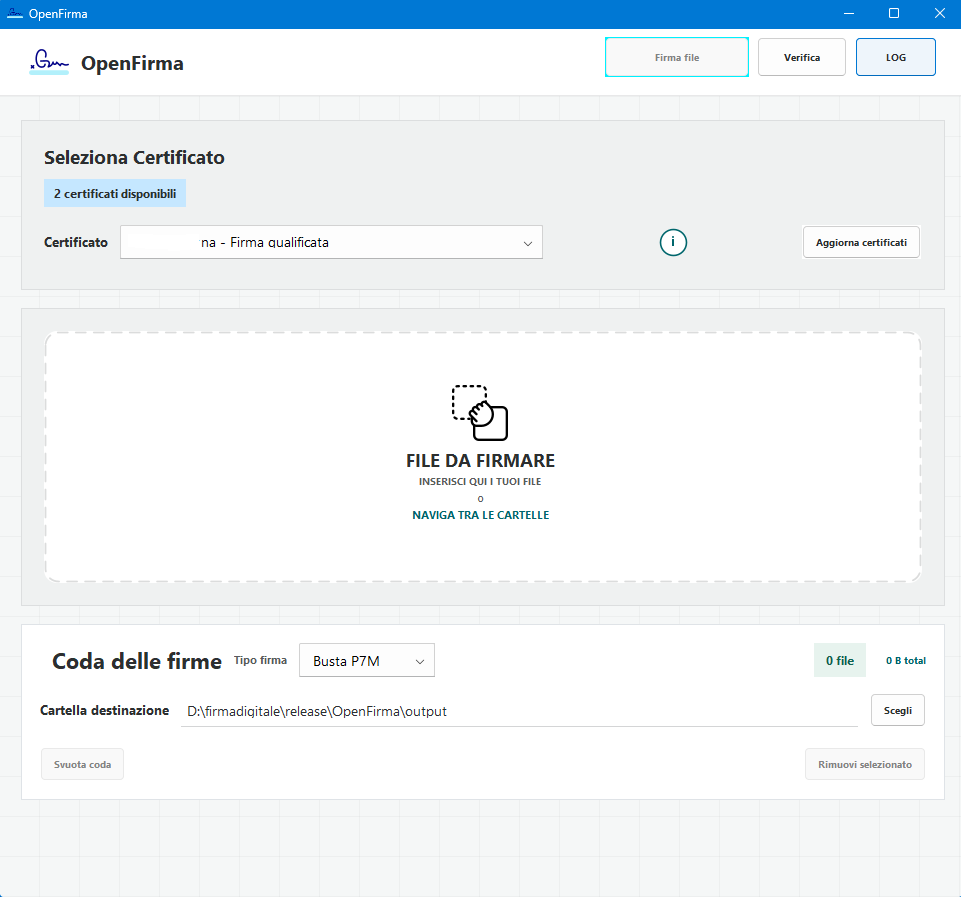 OpenFirma
OpenFirma
Firma file
Verifica
LOG
Seleziona Certificato
2 certificati disponibili
Certificato
na - Firma qualificata
i
Aggiorna certificati
FILE DA FIRMARE
INSERISCI QUI I TUOI FILE
o
NAVIGA TRA LE CARTELLE
Coda delle firme
Tipo firma
Busta P7M
0 file
0 B total
Cartella destinazione
D:\firmadigitale\release\OpenFirma\output
Scegli
Svuota coda
Rimuovi selezionato